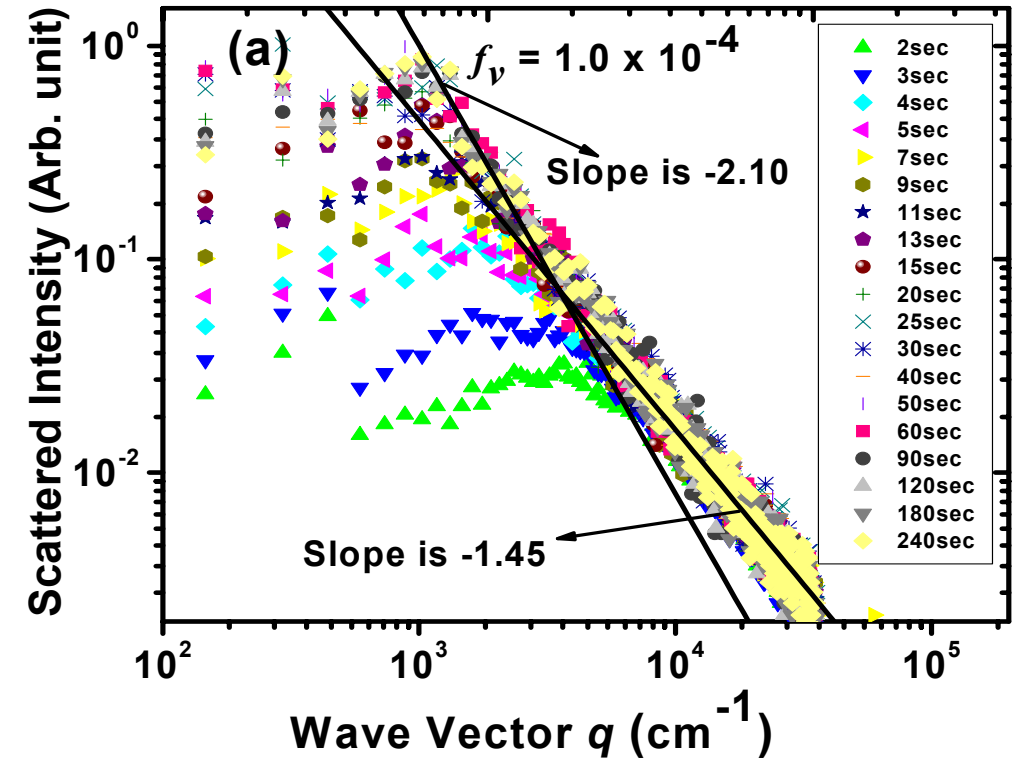 (a)
f_v = 1.0 x 10^-4
Slope is -2.10
Slope is -1.45
Scattered Intensity (Arb. unit)
10^0
10^-1
10^-2
10^2 10^3 10^4 10^5
Wave Vector q (cm^-1)
2sec
3sec
4sec
5sec
7sec
9sec
11sec
13sec
15sec
20sec
25sec
30sec
40sec
50sec
60sec
90sec
120sec
180sec
240sec